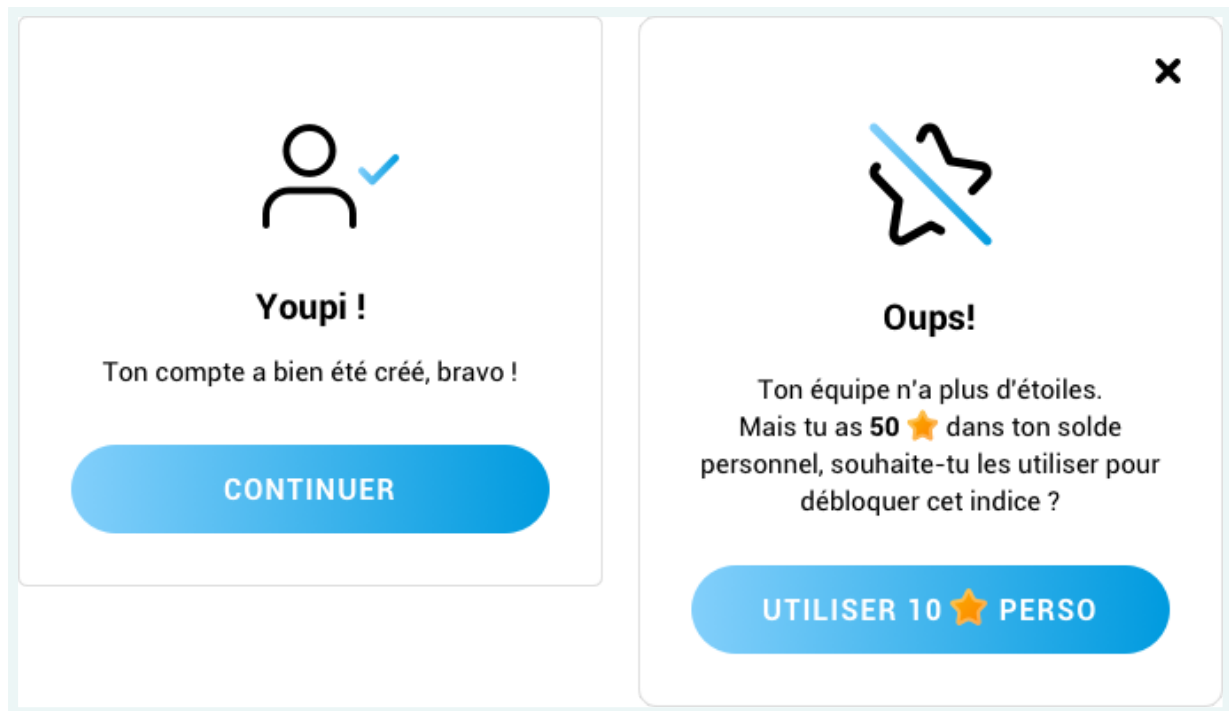 Youpi !
Ton compte a bien été créé, bravo !
CONTINUER
Oups!
Ton équipe n'a plus d'étoiles.
Mais tu as 50 ⭐ dans ton solde
personnel, souhaite-tu les utiliser pour
débloquer cet indice ?
UTILISER 10 ⭐ PERSO